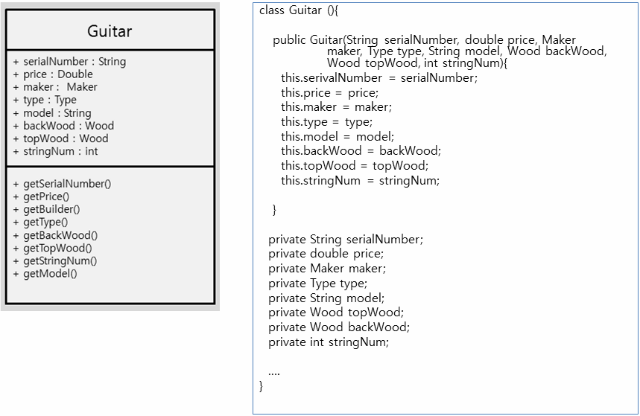 Guitar
+ serialNumber : String
+ price : Double
+ maker : Maker
+ type : Type
+ model : String
+ backWood : Wood
+ topWood : Wood
+ stringNum : int
+ getSerialNumber()
+ getPrice()
+ getBuilder()
+ getType()
+ getBackWood()
+ getTopWood()
+ getStringNum()
+ getModel()
class Guitar (){
public Guitar(String serialNumber, double price, Maker
maker, Type type, String model, Wood backWood,
Wood topWood, int stringNum){
this.serivalNumber = serialNumber;
this.price = price;
this.maker = maker;
this.type = type;
this.model = model;
this.backWood = backWood;
this.topWood = topWood;
this.stringNum = stringNum;
}
private String serialNumber;
private double price;
private Maker maker;
private Type type;
private String model;
private Wood topWood;
private Wood backWood;
private int stringNum;
....
}